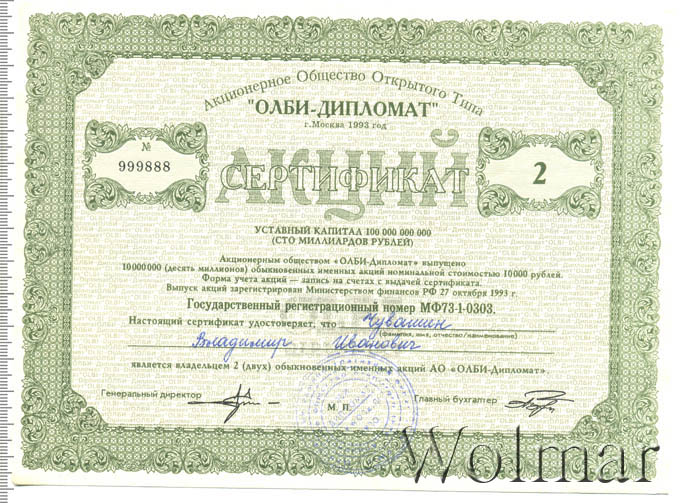 Акционерное Общество Открытого Типа
"ОЛБИ-ДИПЛОМАТ"
г. Москва 1993 год
№
999888
СЕРТИФИКАТ
АКЦИЙ
2
УСТАВНЫЙ КАПИТАЛ 100 000 000 000
(СТО МИЛЛИАРДОВ РУБЛЕЙ)
Акционерным обществом «ОЛБИ-Дипломат» выпущено
10000000 (десять миллионов) обыкновенных именных акций номинальной стоимостью 10000 рублей.
Форма учета акций — запись на счетах с выдачей сертификата.
Выпуск акций зарегистрирован Министерством финансов РФ 27 октября 1993 г.
Государственный регистрационный номер МФ73-1-0303.
Настоящий сертификат удостоверяет, что Чувашин
(фамилия, имя, отчество/наименование)
Владимир Иванович
является владельцем 2 (двух) обыкновенных именных акций АО «ОЛБИ-Дипломат».
Генеральный директор
М. П.
Главный бухгалтер
Wolmar